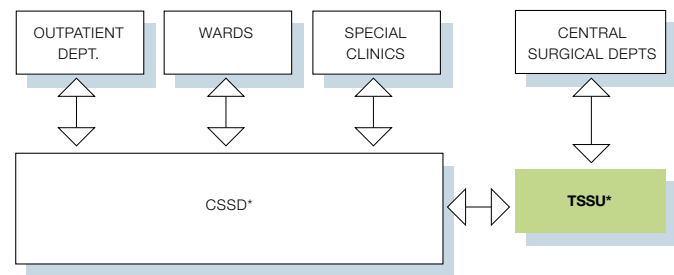 OUTPATIENT
DEPT.
WARDS
SPECIAL
CLINICS
CENTRAL
SURGICAL DEPTS
CSSD*
TSSU*